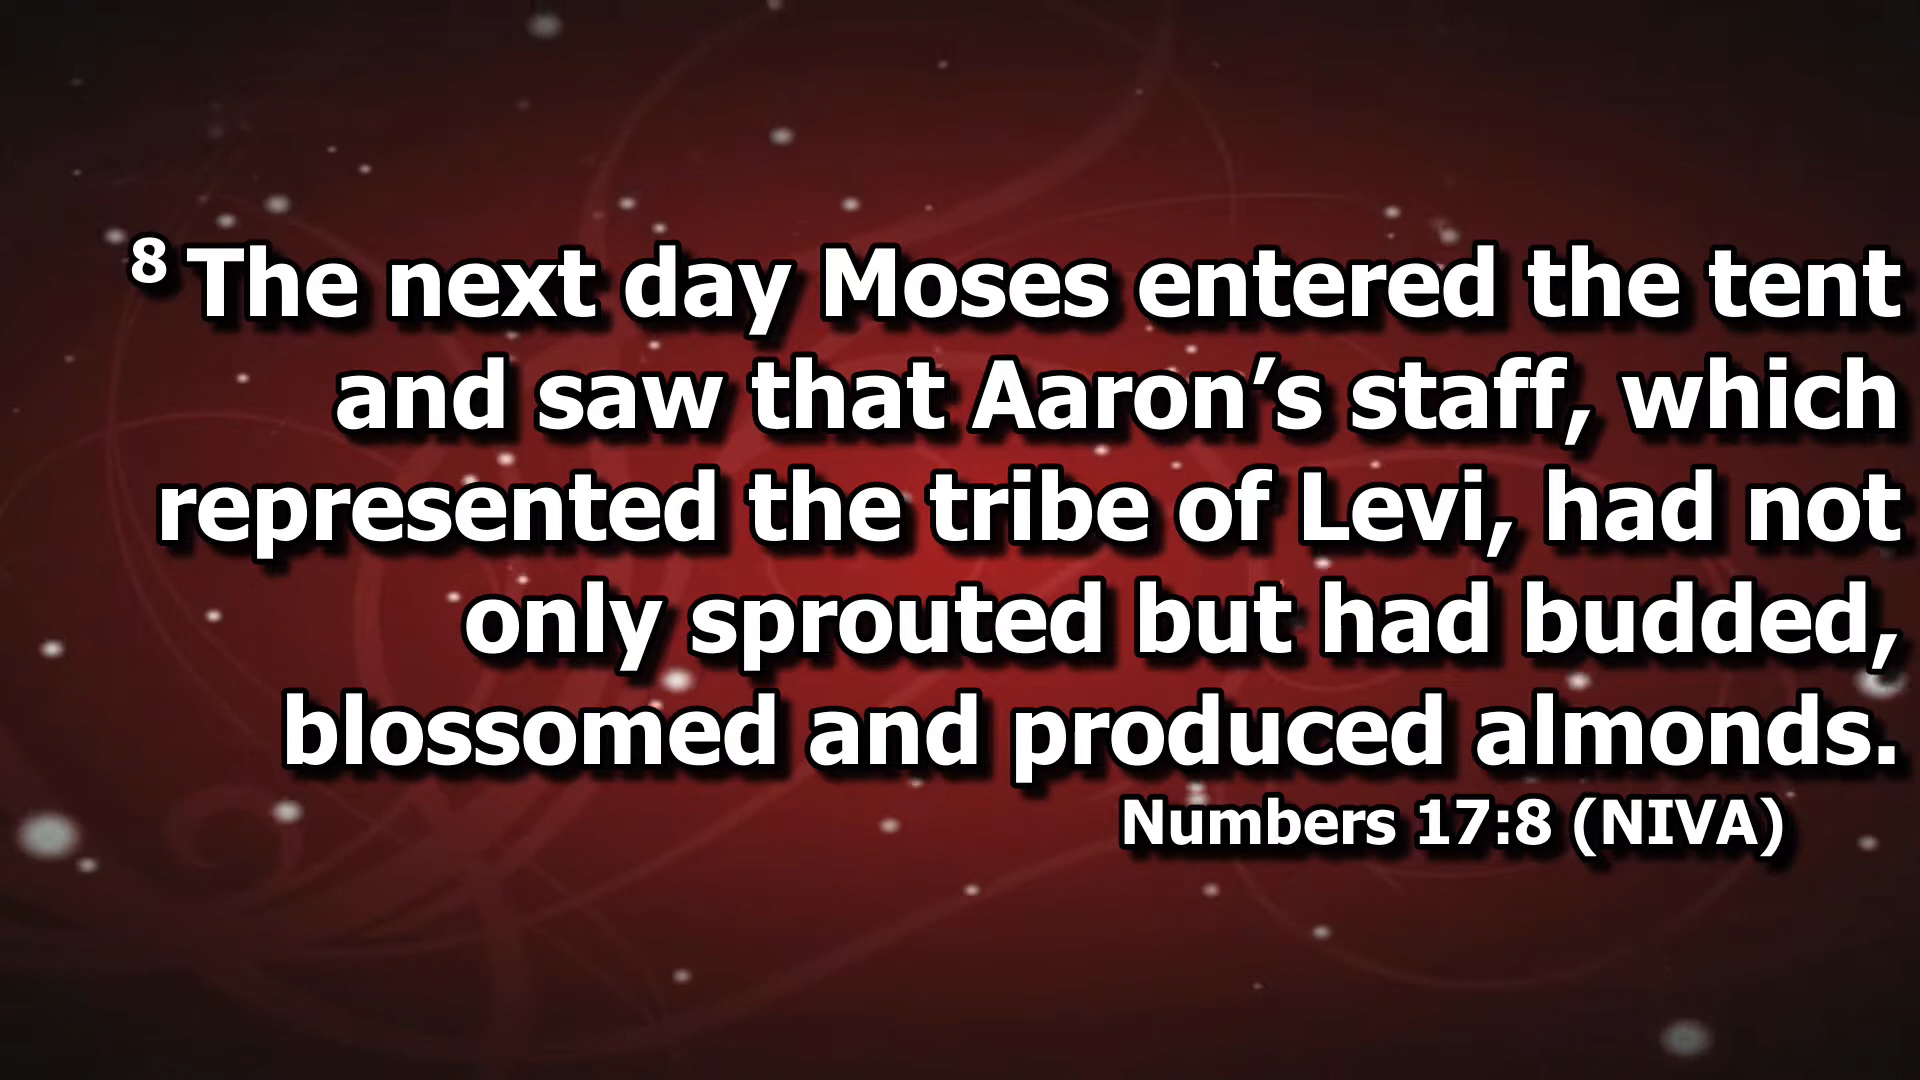 8 The next day Moses entered the tent
and saw that Aaron’s staff, which
represented the tribe of Levi, had not
only sprouted but had budded,
blossomed and produced almonds.
Numbers 17:8 (NIVA)